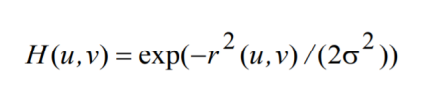 H(u,v) = exp(−r²(u,v)/(2σ²))